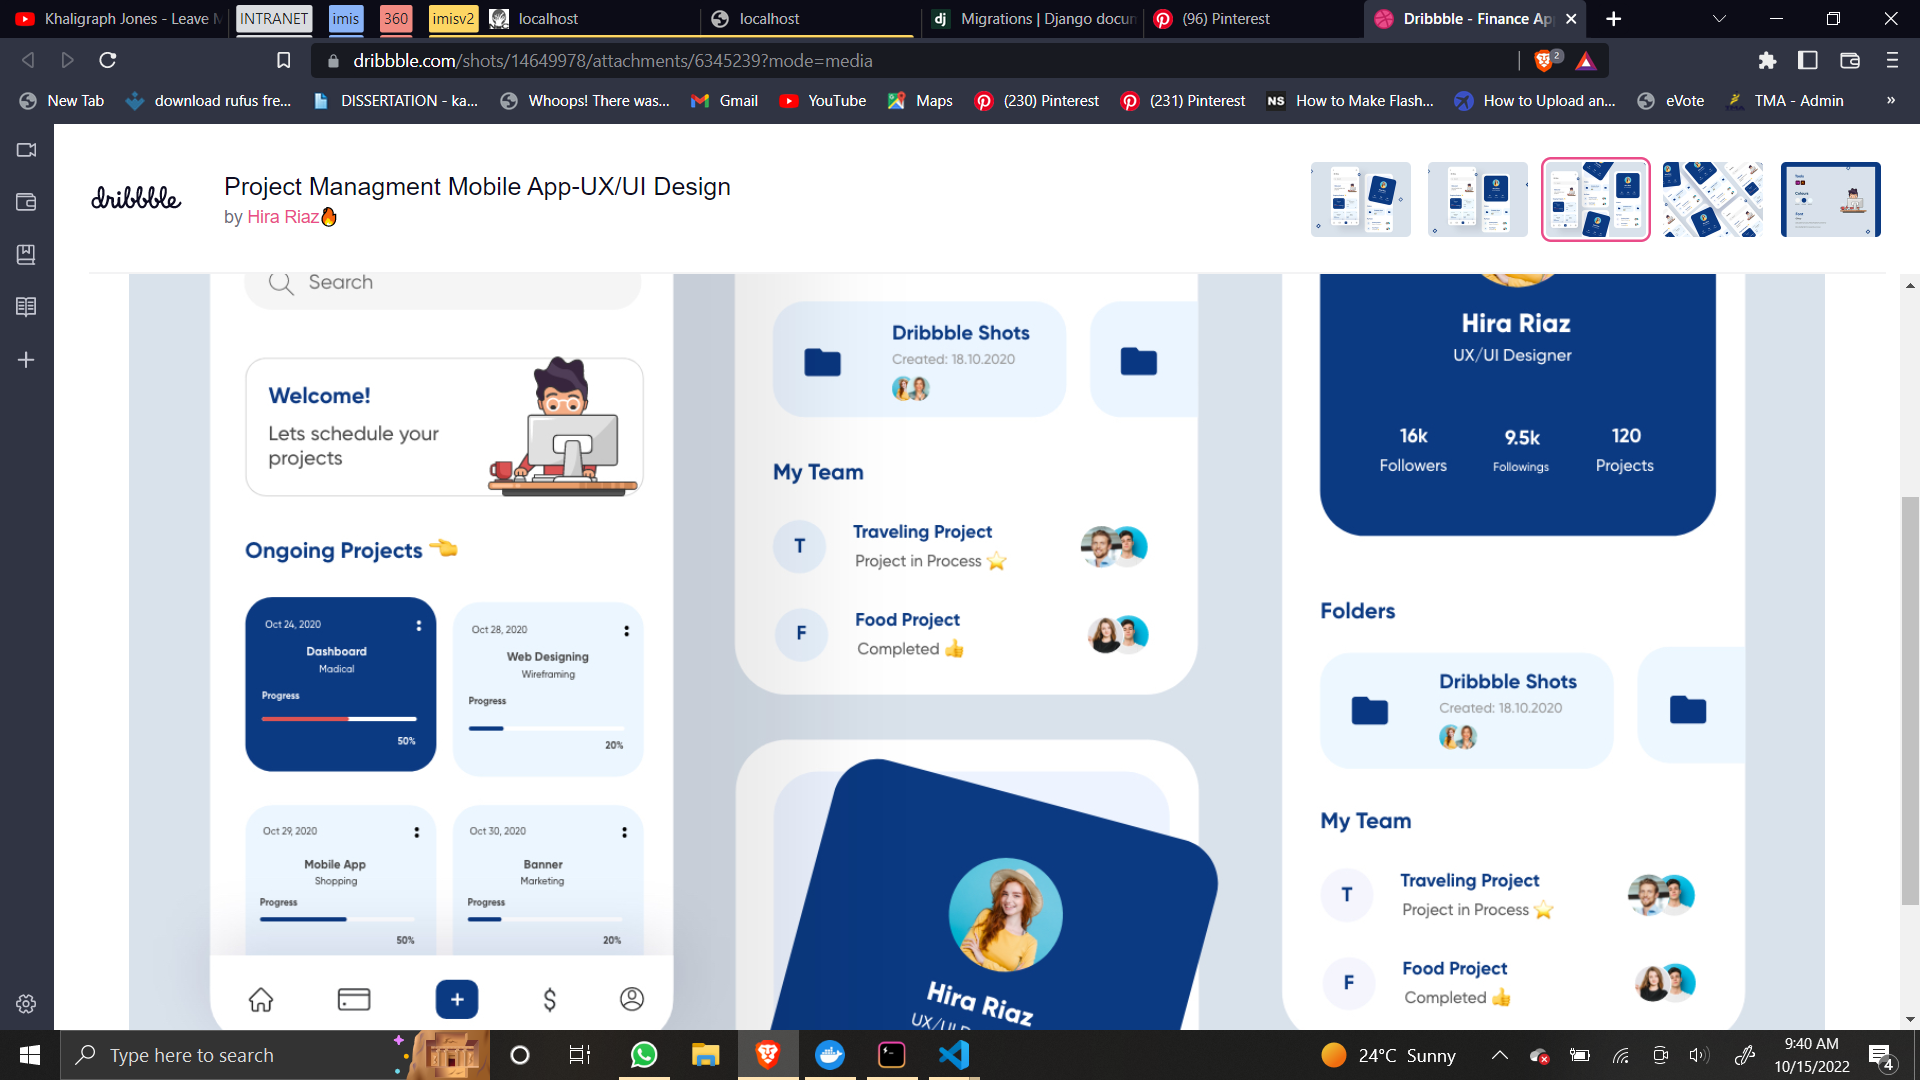 Khaligraph Jones - Leave M
INTRANET
imis
360
imisv2
localhost
localhost
Migrations | Django docum
(96) Pinterest
Dribbble - Finance Ap
dribbble.com/shots/14649978/attachments/6345239?mode=media
2
New Tab
download rufus fre...
DISSERTATION - ka...
Whoops! There was...
Gmail
YouTube
Maps
(230) Pinterest
(231) Pinterest
NS
How to Make Flash...
How to Upload an...
eVote
TMA - Admin
»
dribbble
Project Managment Mobile App-UX/UI Design
by Hira Riaz🔥
Search
Welcome!
Lets schedule your
projects
Ongoing Projects 👈
Oct 24, 2020
Dashboard
Madical
Progress
50%
Oct 28, 2020
Web Designing
Wireframing
Progress
20%
Oct 29, 2020
Mobile App
Shopping
Progress
50%
Oct 30, 2020
Banner
Marketing
Progress
20%
Dribbble Shots
Created: 18.10.2020
My Team
T
Traveling Project
Project in Process ⭐
F
Food Project
Completed 👍
Hira Riaz
Hira Riaz
UX/UI Designer
16k
Followers
9.5k
Followings
120
Projects
Folders
Dribbble Shots
Created: 18.10.2020
My Team
T
Traveling Project
Project in Process ⭐
F
Food Project
Completed 👍
Type here to search
24°C Sunny
9:40 AM
10/15/2022
4